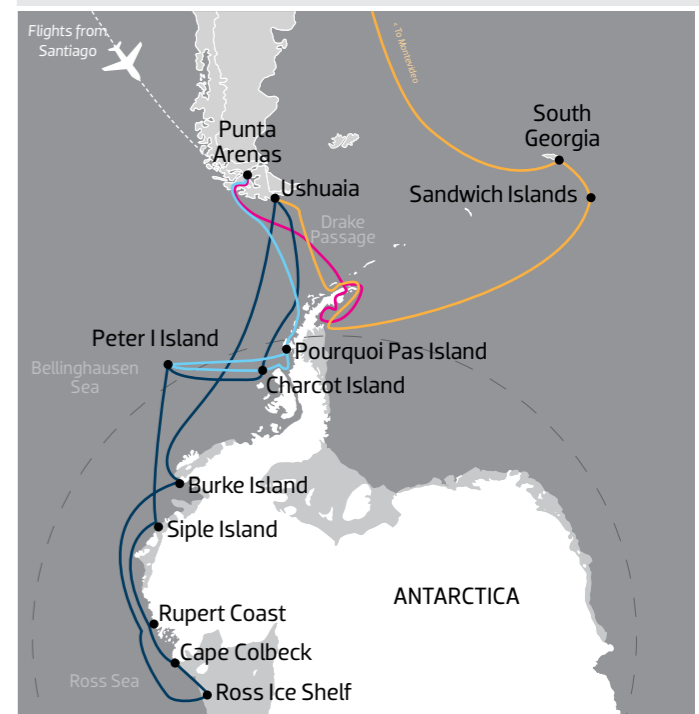 Flights from
Santiago
To Montevideo
South
Georgia
Punta
Arenas
Ushuaia
Sandwich Islands
Drake
Passage
Peter I Island
Pourquoi Pas Island
Bellinghausen
Sea
Charcot Island
Burke Island
Siple Island
ANTARCTICA
Rupert Coast
Cape Colbeck
Ross Sea
Ross Ice Shelf